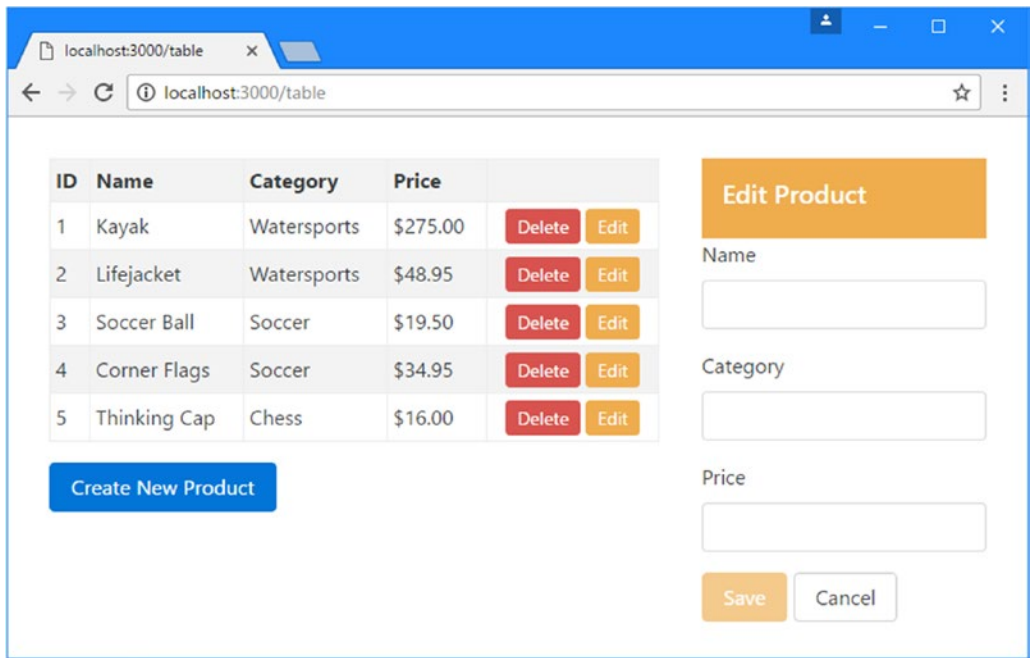 localhost:3000/table
localhost:3000/table
ID Name Category Price
1 Kayak Watersports $275.00 Delete Edit
2 Lifejacket Watersports $48.95 Delete Edit
3 Soccer Ball Soccer $19.50 Delete Edit
4 Corner Flags Soccer $34.95 Delete Edit
5 Thinking Cap Chess $16.00 Delete Edit
Create New Product
Edit Product
Name
Category
Price
Save Cancel